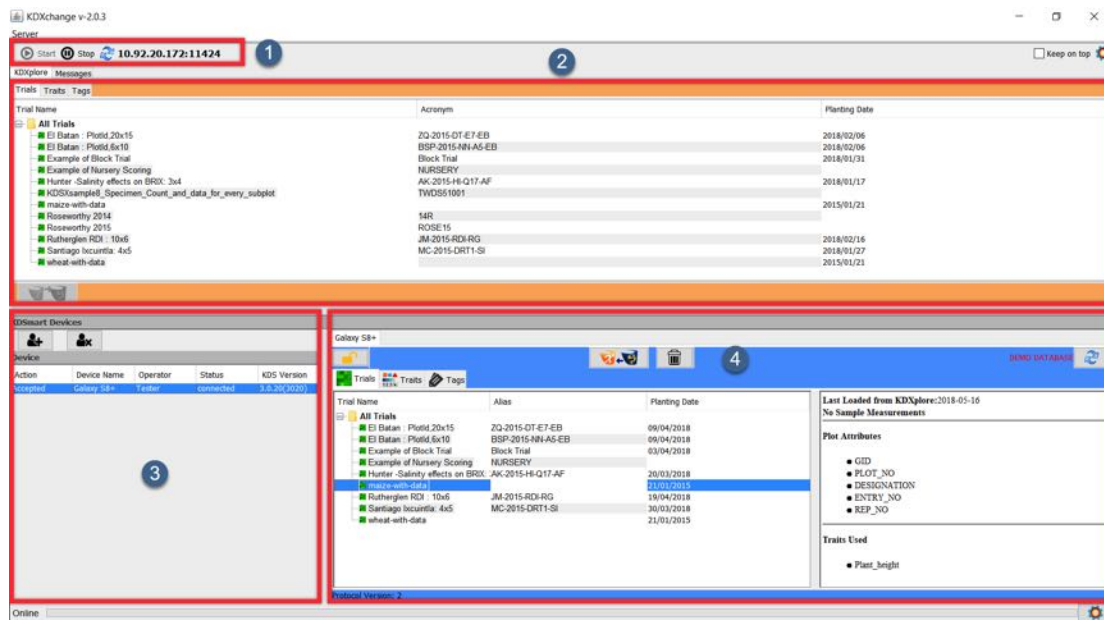 KDXchange v-2.0.3
Server
Start Stop 10.92.20.172:11424 1 Keep on top
2
KDXplore Messages
Trials Traits Tags
Trial Name Acronym Planting Date
All Trials
El Batan : PlotId,20x15 ZQ-2015-DT-E7-EB 2018/02/06
El Batan : PlotId,6x10 BSP-2015-NN-A5-EB 2018/02/06
Example of Block Trial Block Trial 2018/01/31
Example of Nursery Scoring NURSERY
Hunter -Salinity effects on BRIX: 3x4 AK-2015-HI-Q17-AF 2018/01/17
KDSXsample8_Specimen_Count_and_data_for_every_subplot TWDS51001
maize-with-data 2015/01/21
Roseworthy 2014 14R
Roseworthy 2015 ROSE15
Rutherglen RDI : 10x6 JM-2015-RDI-RG 2018/02/16
Santiago Ixcuintla: 4x5 MC-2015-DRT1-SI 2018/01/27
wheat-with-data 2015/01/21
KDSmart Devices
Device
Action Device Name Operator Status KDS Version
Accepted Galaxy S8+ Tester connected 3.0.20(3020)
3
Galaxy S8+
4 DEMO DATABASE
Trials Traits Tags
Trial Name Alias Planting Date
All Trials
El Batan : PlotId,20x15 ZQ-2015-DT-E7-EB 09/04/2018
El Batan : PlotId,6x10 BSP-2015-NN-A5-EB 09/04/2018
Example of Block Trial Block Trial 03/04/2018
Example of Nursery Scoring NURSERY
Hunter -Salinity effects on BRIX: AK-2015-HI-Q17-AF 20/03/2018
maize-with-data 21/01/2015
Rutherglen RDI : 10x6 JM-2015-RDI-RG 19/04/2018
Santiago Ixcuintla: 4x5 MC-2015-DRT1-SI 30/03/2018
wheat-with-data 21/01/2015
Last Loaded from KDXplore:2018-05-16
No Sample Measurements
Plot Attributes
GID
PLOT_NO
DESIGNATION
ENTRY_NO
REP_NO
Traits Used
Plant_height
Protocol Version: 2
Online